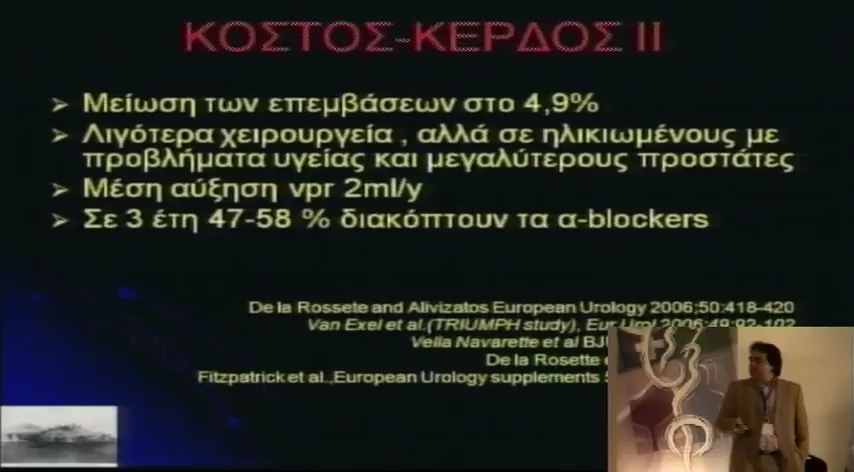 ΚΟΣΤΟΣ-ΚΕΡΔΟΣ ΙΙ
➢ Μείωση των επεμβάσεων στο 4,9%
➢ Λιγότερα χειρουργεία , αλλά σε ηλικιωμένους με
προβλήματα υγείας και μεγαλύτερους προστάτες
➢ Μέση αύξηση vpr 2ml/y
➢ Σε 3 έτη 47-58 % διακόπτουν τα α-blockers
De la Rossete and Alivizatos European Urology 2006;50:418-420
Van Exel et al.(TRIUMPH study), Eur Urol 2006;49:92-102
Vella Navarette et al
De la Rosette
Fitzpatrick et al.,European Urology supplements